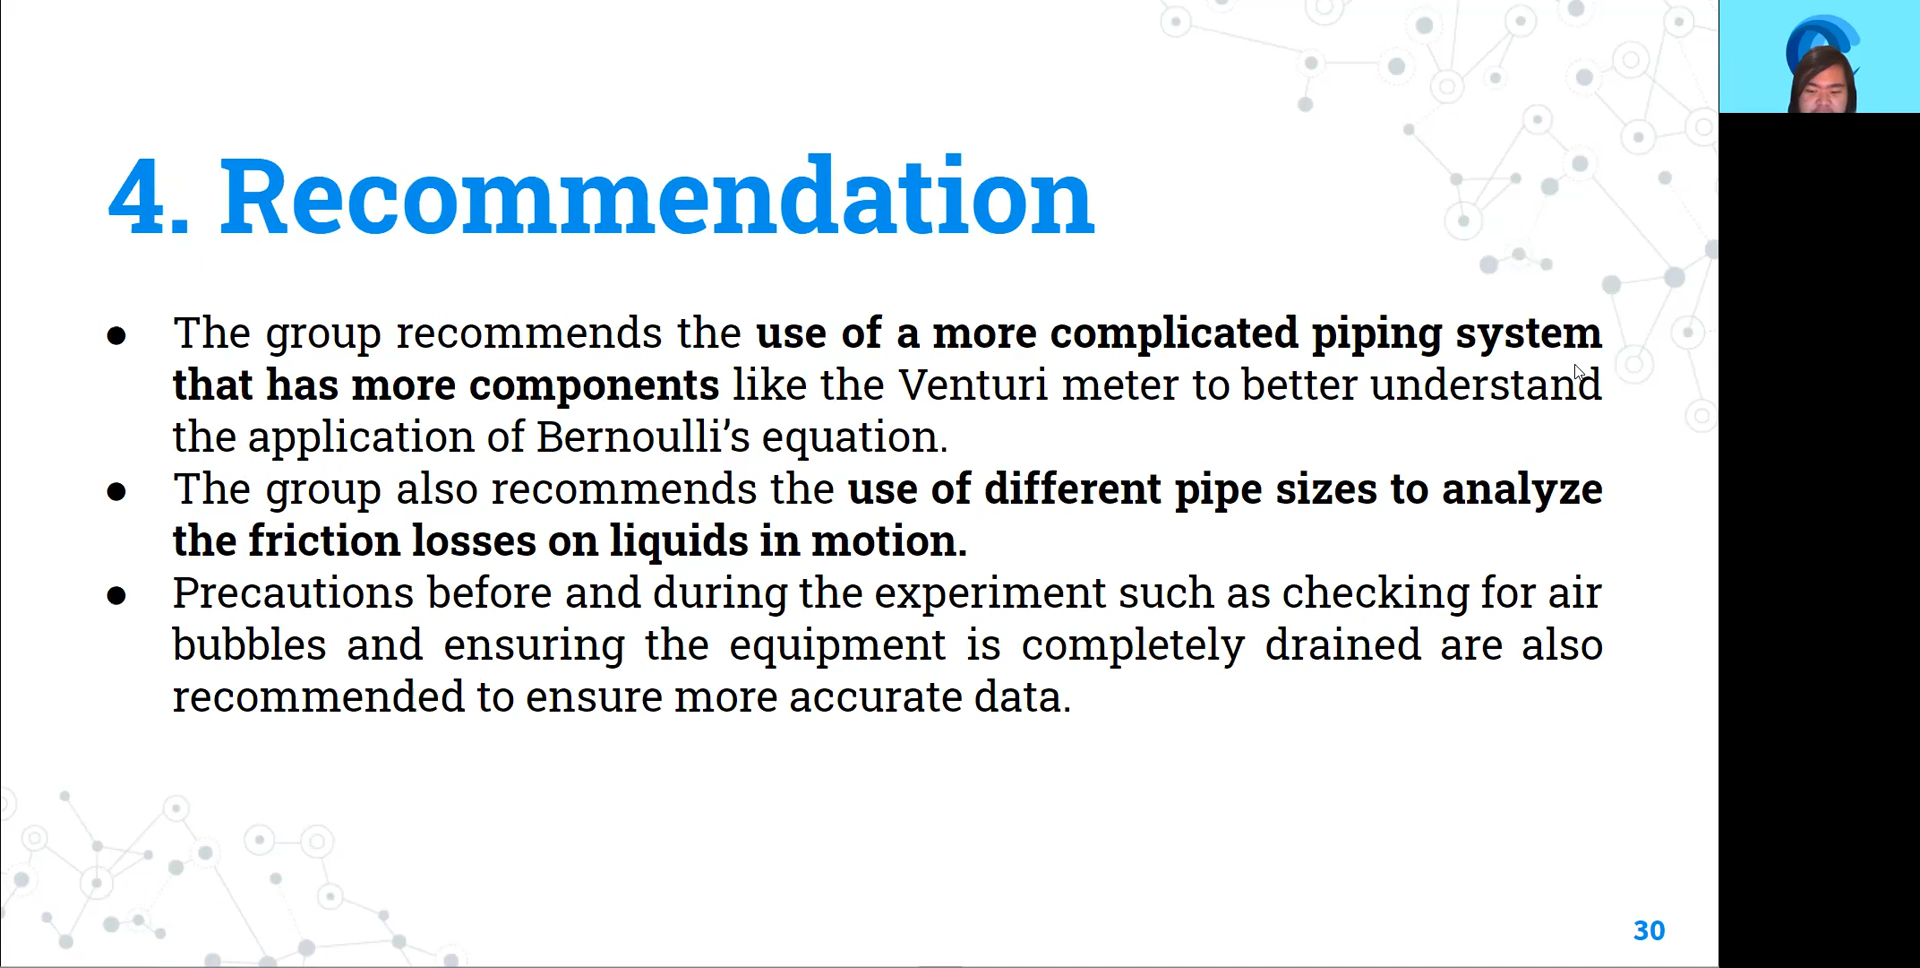 4. Recommendation
● The group recommends the use of a more complicated piping system
that has more components like the Venturi meter to better understand
the application of Bernoulli’s equation.
● The group also recommends the use of different pipe sizes to analyze
the friction losses on liquids in motion.
● Precautions before and during the experiment such as checking for air
bubbles and ensuring the equipment is completely drained are also
recommended to ensure more accurate data.
30